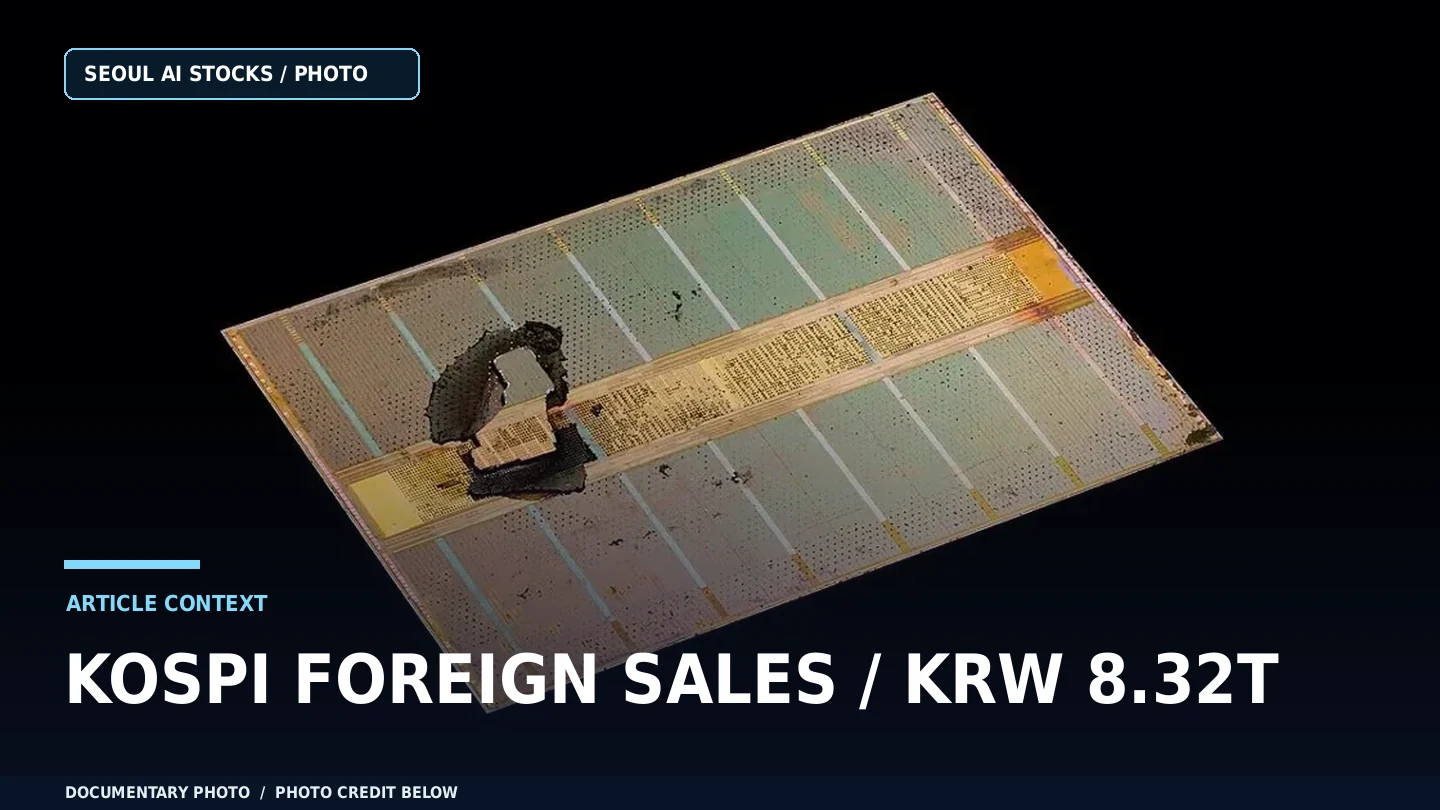 SEOUL AI STOCKS / PHOTO
ARTICLE CONTEXT
KOSPI FOREIGN SALES / KRW 8.32T
DOCUMENTARY PHOTO / PHOTO CREDIT BELOW